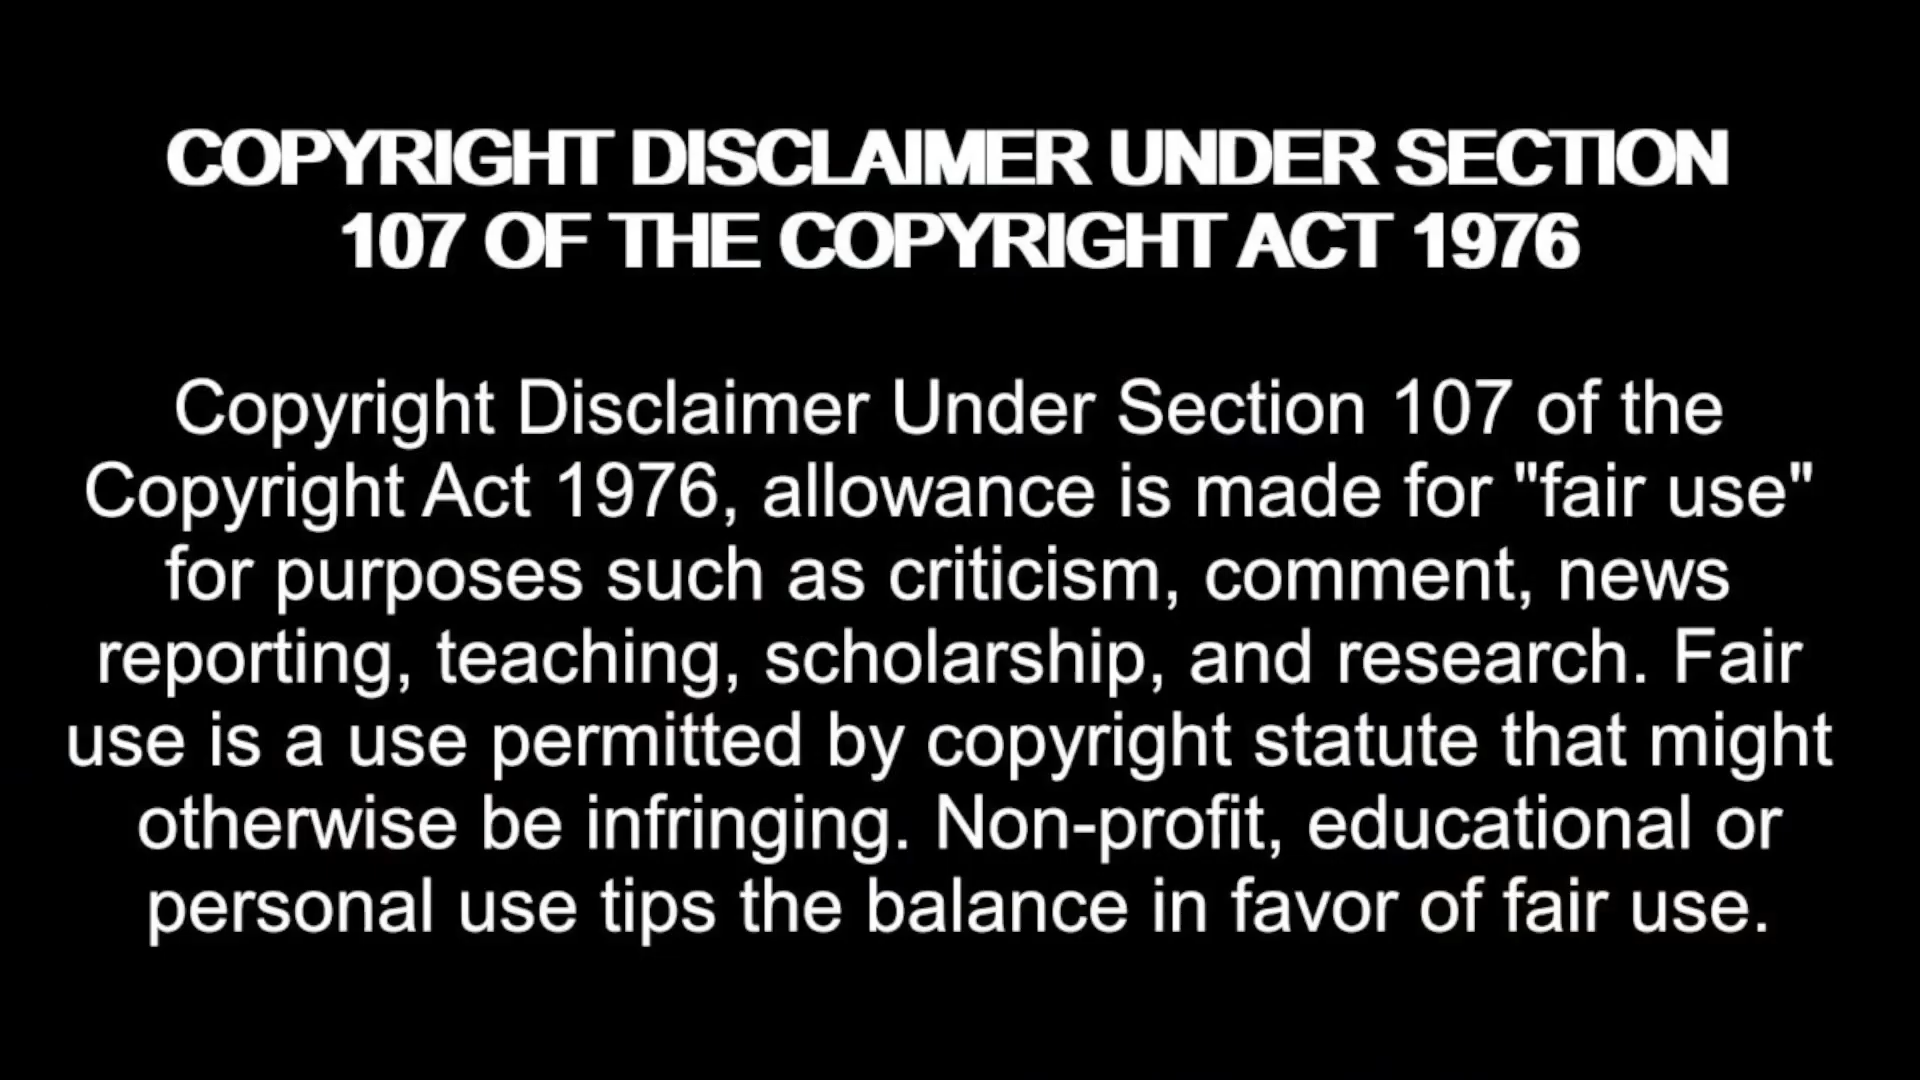 COPYRIGHT DISCLAIMER UNDER SECTION
107 OF THE COPYRIGHT ACT 1976
Copyright Disclaimer Under Section 107 of the
Copyright Act 1976, allowance is made for "fair use"
for purposes such as criticism, comment, news
reporting, teaching, scholarship, and research. Fair
use is a use permitted by copyright statute that might
otherwise be infringing. Non-profit, educational or
personal use tips the balance in favor of fair use.